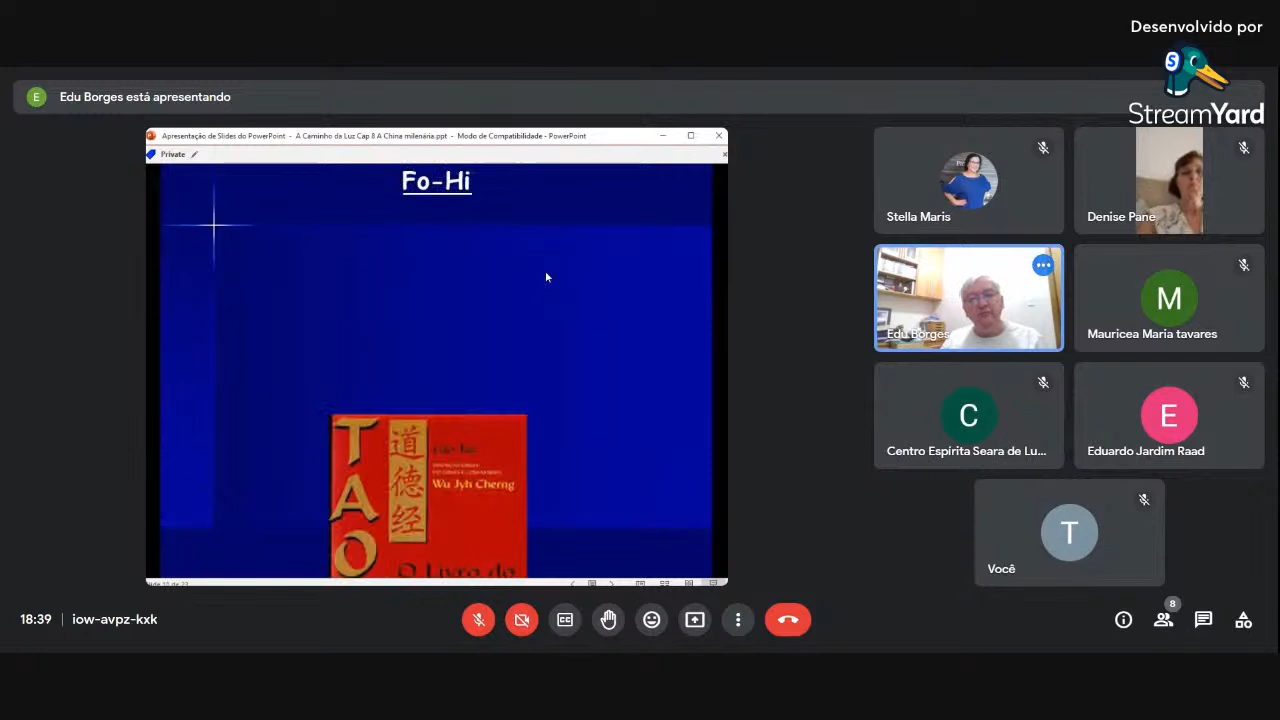 Desenvolvido por
StreamYard
E
Edu Borges está apresentando
Apresentação de Slides do PowerPoint - A Caminho da Luz Cap 8 A China milenária.ppt - Modo de Compatibilidade - PowerPoint
Private
Fo-Hi
TAO
道德经
Wu Jyh Cherng
O Livro do
Stella Maris
Denise Pane
Edu Borges
M
Mauricea Maria tavares
C
Centro Espírita Seara de Lu...
E
Eduardo Jardim Raad
T
Você
18:39
iow-avpz-kxk
8